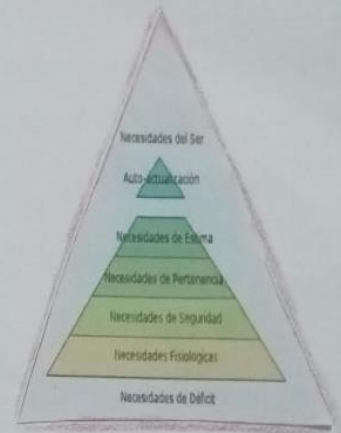 Necesidades del Ser
Auto-actualización
Necesidades de Estima
Necesidades de Pertenencia
Necesidades de Seguridad
Necesidades Fisiologicas
Necesidades de Déficit